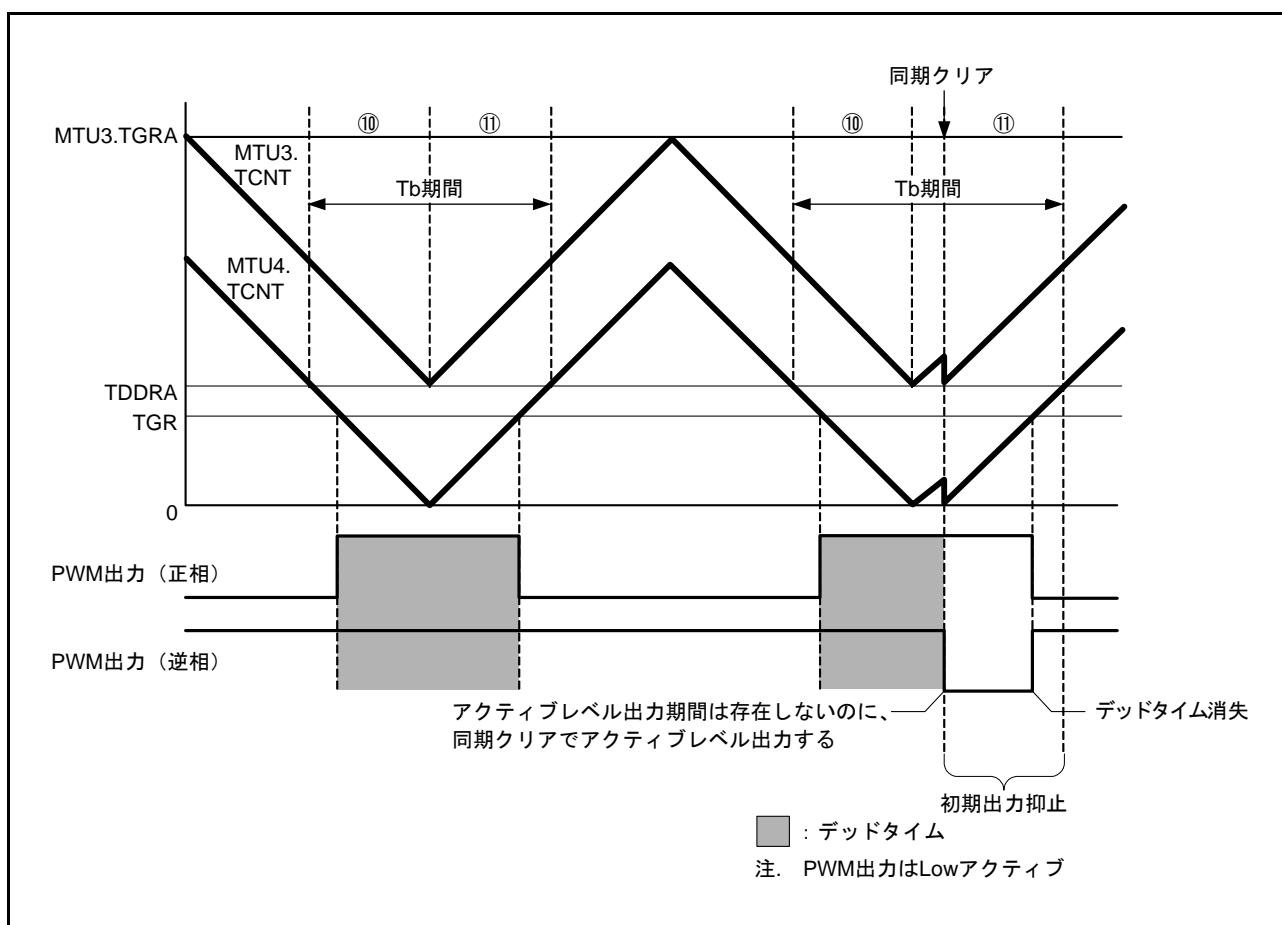 同期クリア
⑩ ⑪ ⑩ ⑪
MTU3.TGRA
MTU3.
TCNT
Tb期間 Tb期間
MTU4.
TCNT
TDDRA
TGR
0
PWM出力（正相）
PWM出力（逆相）
アクティブレベル出力期間は存在しないのに、
同期クリアでアクティブレベル出力する
デッドタイム消失
初期出力抑止
：デッドタイム
注. PWM出力はLowアクティブ